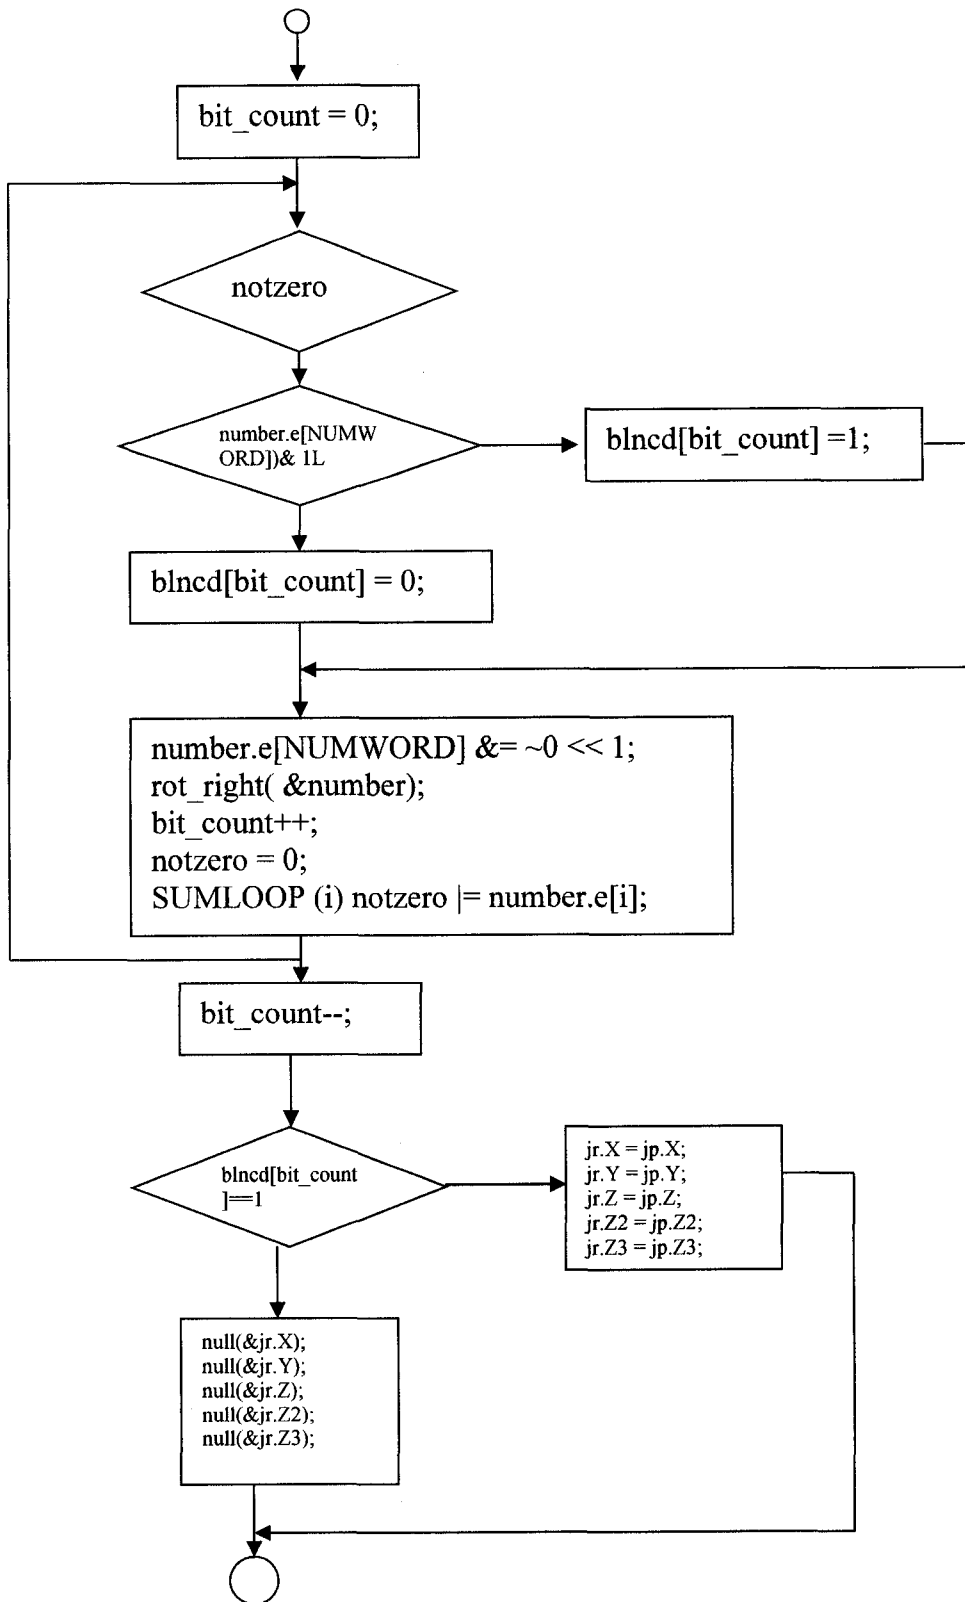 bit_count = 0;
notzero
number.e[NUMW
ORD])& 1L
blncd[bit_count] =1;
blncd[bit_count] = 0;
number.e[NUMWORD] &= ~0 << 1;
rot_right( &number);
bit_count++;
notzero = 0;
SUMLOOP (i) notzero |= number.e[i];
bit_count--;
blncd[bit_count
]==1
jr.X = jp.X;
jr.Y = jp.Y;
jr.Z = jp.Z;
jr.Z2 = jp.Z2;
jr.Z3 = jp.Z3;
null(&jr.X);
null(&jr.Y);
null(&jr.Z);
null(&jr.Z2);
null(&jr.Z3);